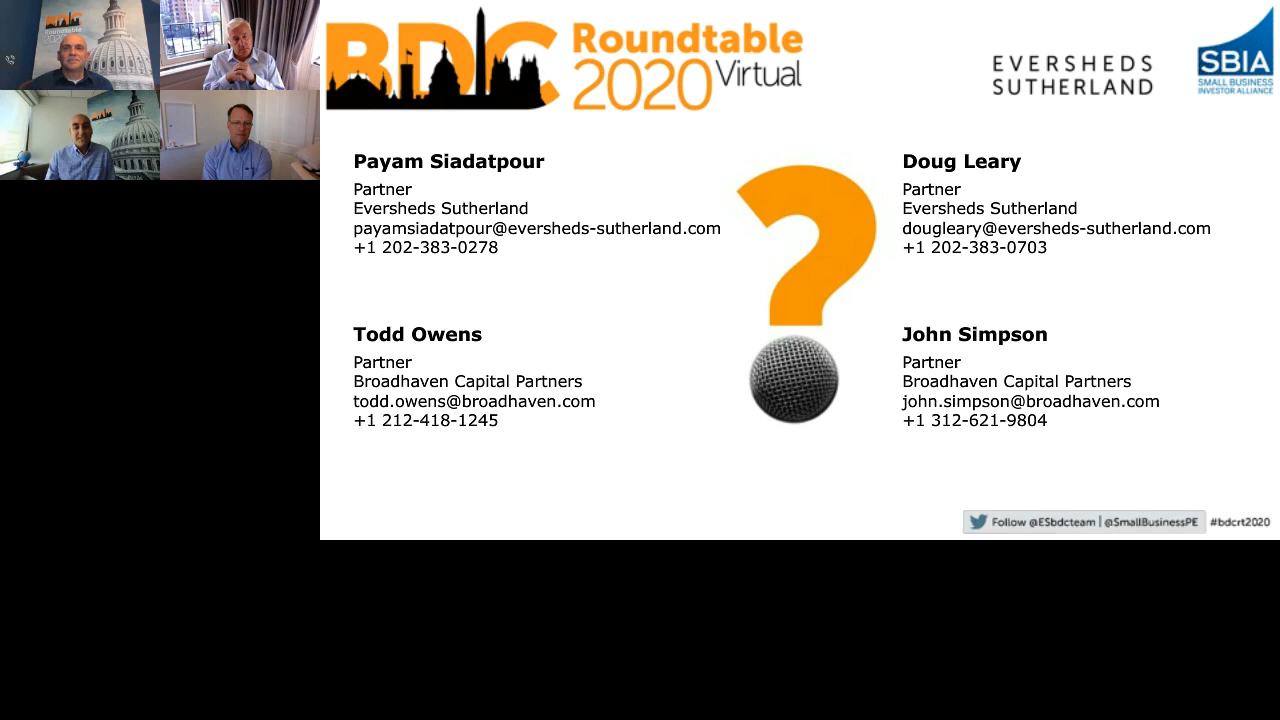 BDC Roundtable
2020 Virtual
EVERSHEDS
SUTHERLAND
SBIA
SMALL BUSINESS
INVESTOR ALLIANCE
Payam Siadatpour
Partner
Eversheds Sutherland
payamsiadatpour@eversheds-sutherland.com
+1 202-383-0278
?
Doug Leary
Partner
Eversheds Sutherland
dougleary@eversheds-sutherland.com
+1 202-383-0703
Todd Owens
Partner
Broadhaven Capital Partners
todd.owens@broadhaven.com
+1 212-418-1245
John Simpson
Partner
Broadhaven Capital Partners
john.simpson@broadhaven.com
+1 312-621-9804
Follow @ESbdcteam | @SmallBusinessPE #bdcrt2020
BDC
Roundtable